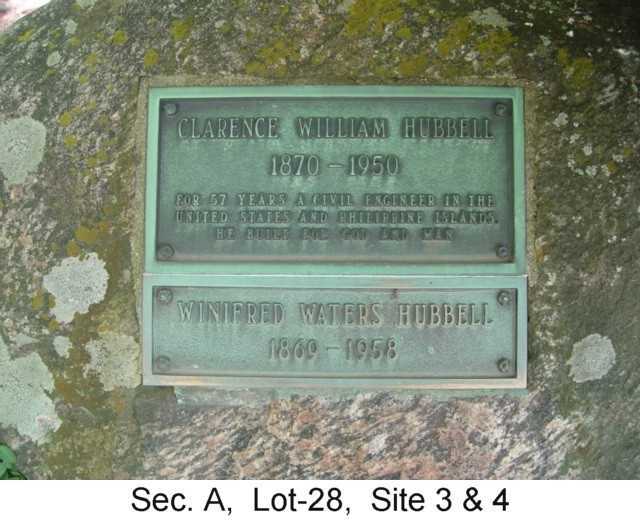 CLARENCE WILLIAM HUBBELL
1870 - 1950
FOR 57 YEARS A CIVIL ENGINEER IN THE
UNITED STATES AND PHILIPPINE ISLANDS.
HE BUILT FOR GOD AND MAN
WINIFRED WATERS HUBBELL
1869 - 1958
Sec. A, Lot-28, Site 3 & 4